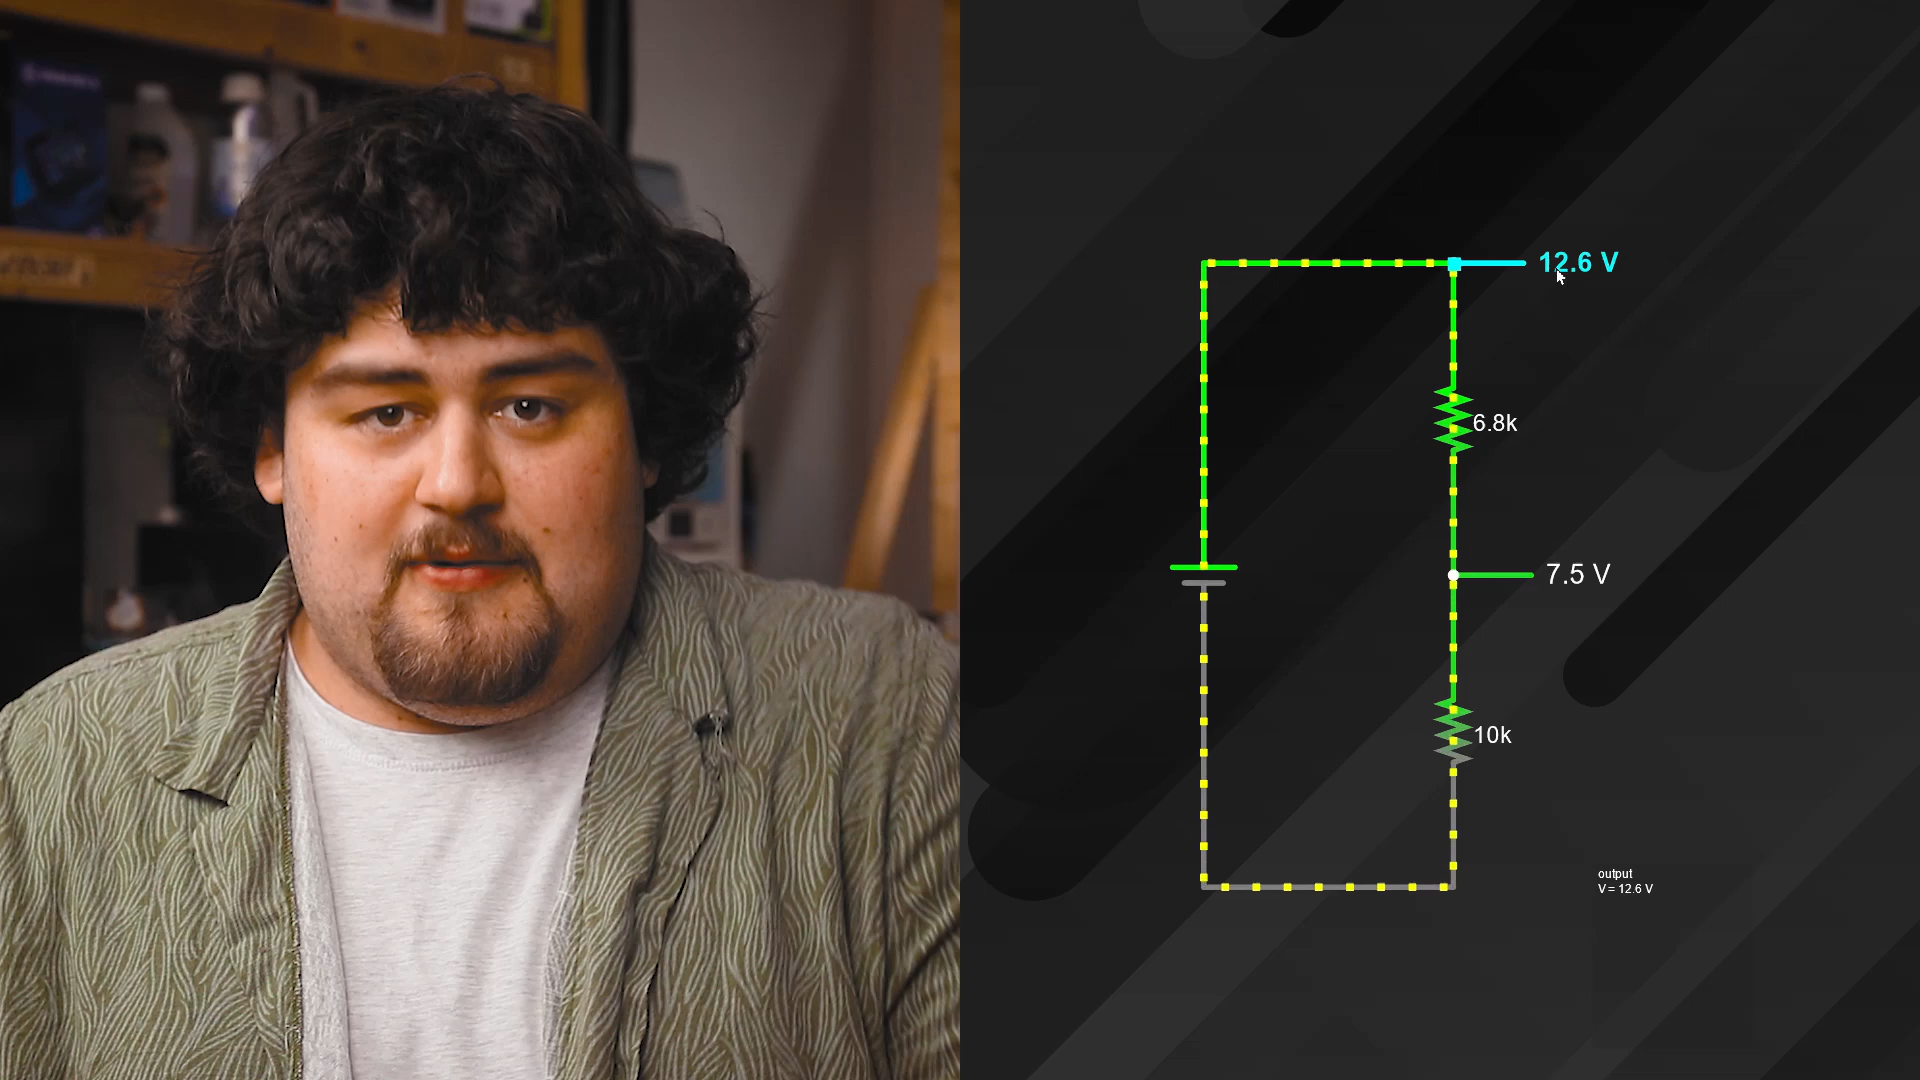 12.6 V
6.8k
7.5 V
10k
output
V = 12.6 V